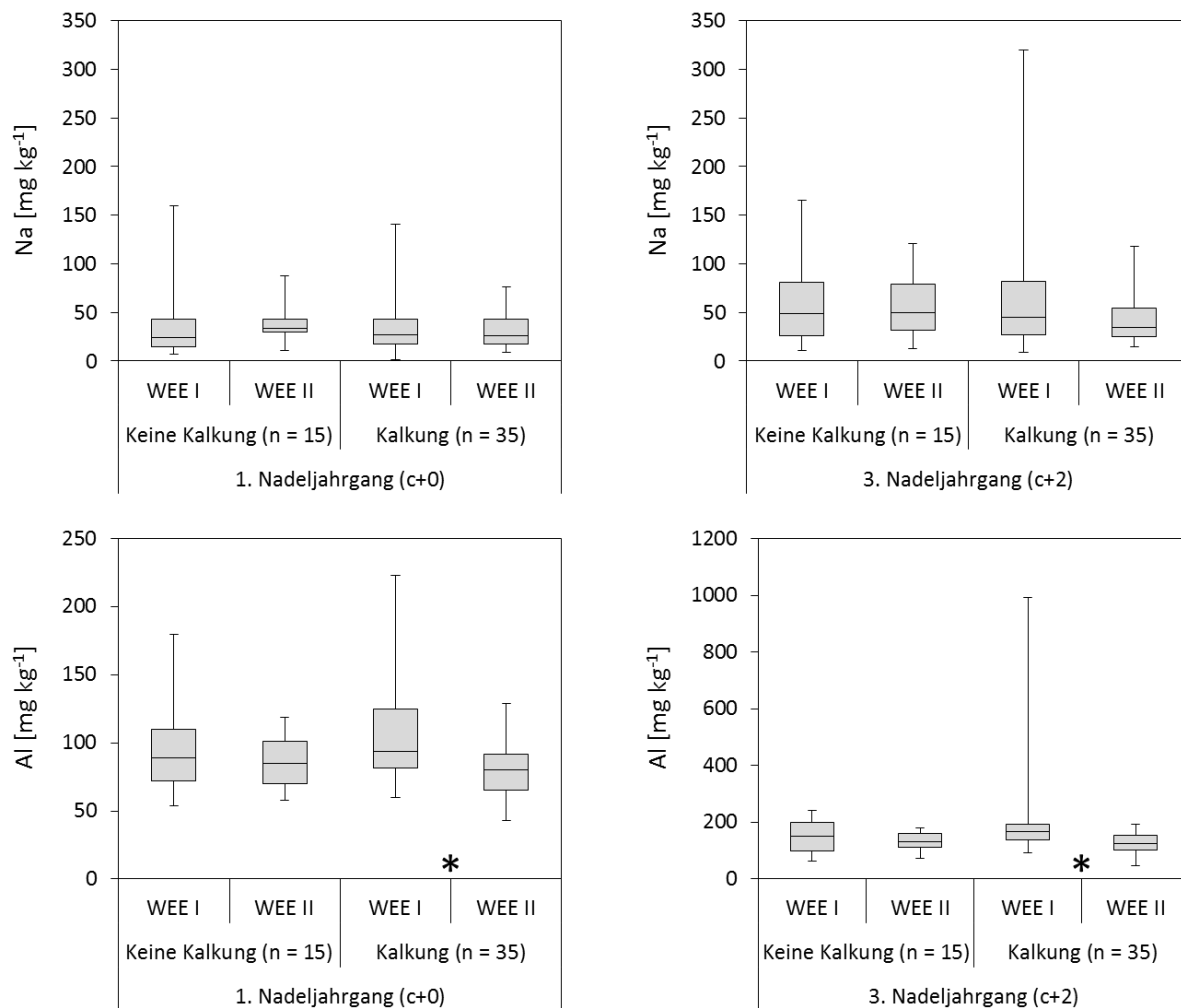 350
300
250
200
150
100
50
0
Na [mg kg⁻¹]
WEE I WEE II WEE I WEE II
Keine Kalkung (n = 15) Kalkung (n = 35)
1. Nadeljahrgang (c+0)
350
300
250
200
150
100
50
0
Na [mg kg⁻¹]
WEE I WEE II WEE I WEE II
Keine Kalkung (n = 15) Kalkung (n = 35)
3. Nadeljahrgang (c+2)
250
200
150
100
50
0
Al [mg kg⁻¹]
*
WEE I WEE II WEE I WEE II
Keine Kalkung (n = 15) Kalkung (n = 35)
1. Nadeljahrgang (c+0)
1200
1000
800
600
400
200
0
Al [mg kg⁻¹]
*
WEE I WEE II WEE I WEE II
Keine Kalkung (n = 15) Kalkung (n = 35)
3. Nadeljahrgang (c+2)